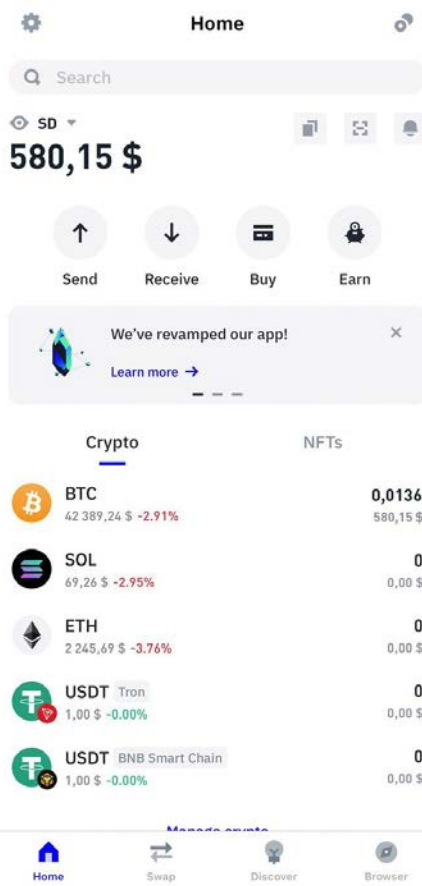 Home
Search
SD
580,15 $
Send
Receive
Buy
Earn
We've revamped our app!
Learn more →
Crypto
NFTs
BTC
0,0136
42 389,24 $ -2.91%
580,15 $
SOL
0
69,26 $ -2.95%
0,00 $
ETH
0
2 245,69 $ -3.76%
0,00 $
USDT Tron
0
1,00 $ -0.00%
0,00 $
USDT BNB Smart Chain
0
1,00 $ -0.00%
0,00 $
Manage crypto
Home
Swap
Discover
Browser